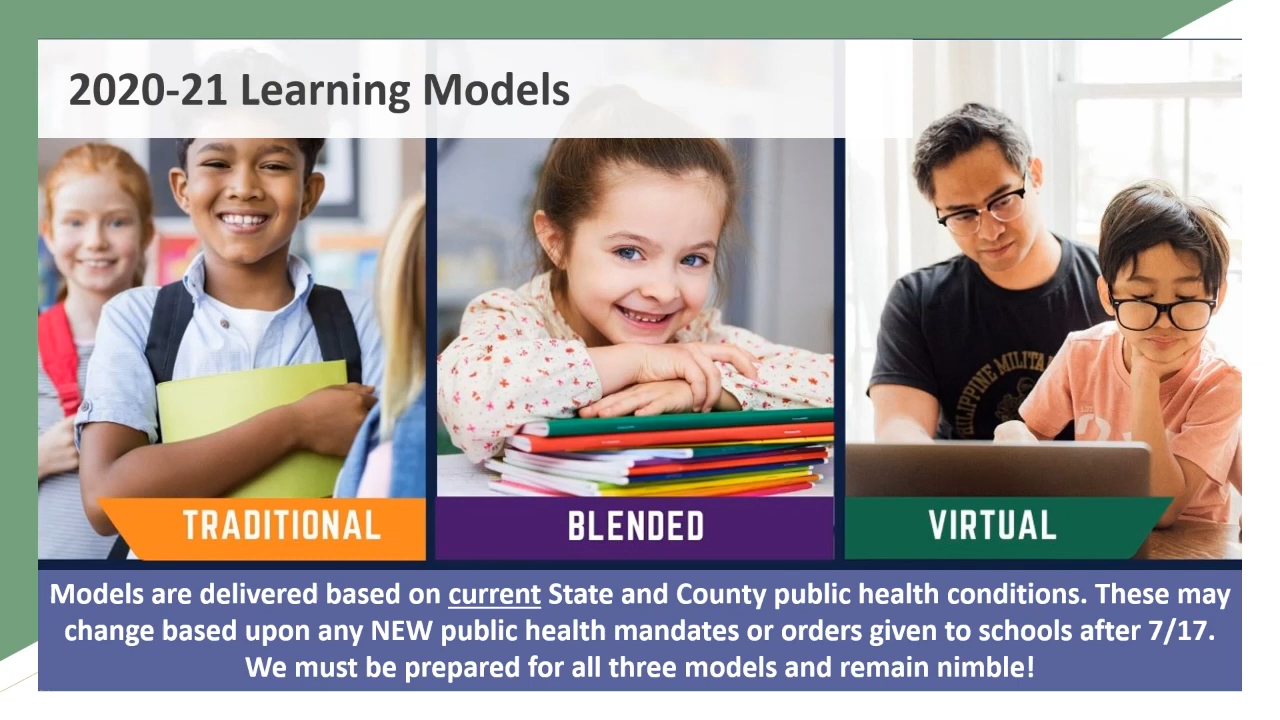 2020-21 Learning Models
TRADITIONAL
BLENDED
VIRTUAL
Models are delivered based on current State and County public health conditions. These may
change based upon any NEW public health mandates or orders given to schools after 7/17.
We must be prepared for all three models and remain nimble!